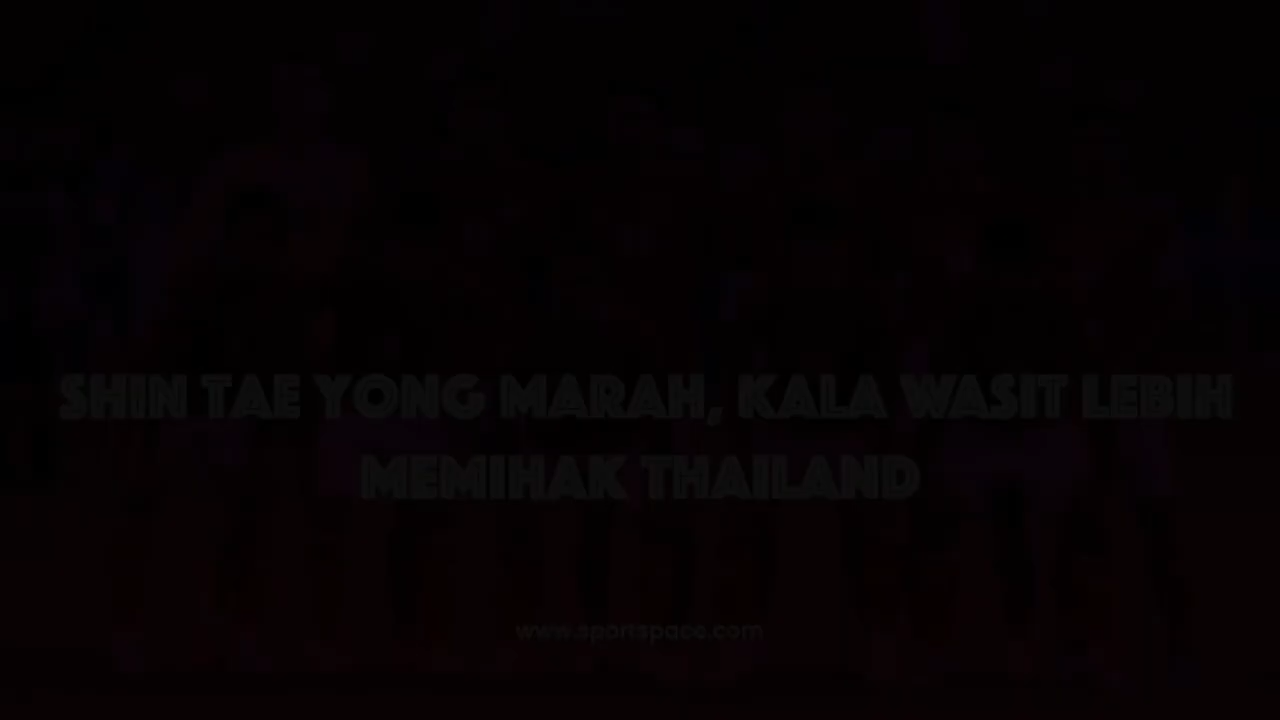 SHIN TAE YONG MARAH, KALA WASIT LEBIH
MEMIHAK THAILAND
www.sportspace.com